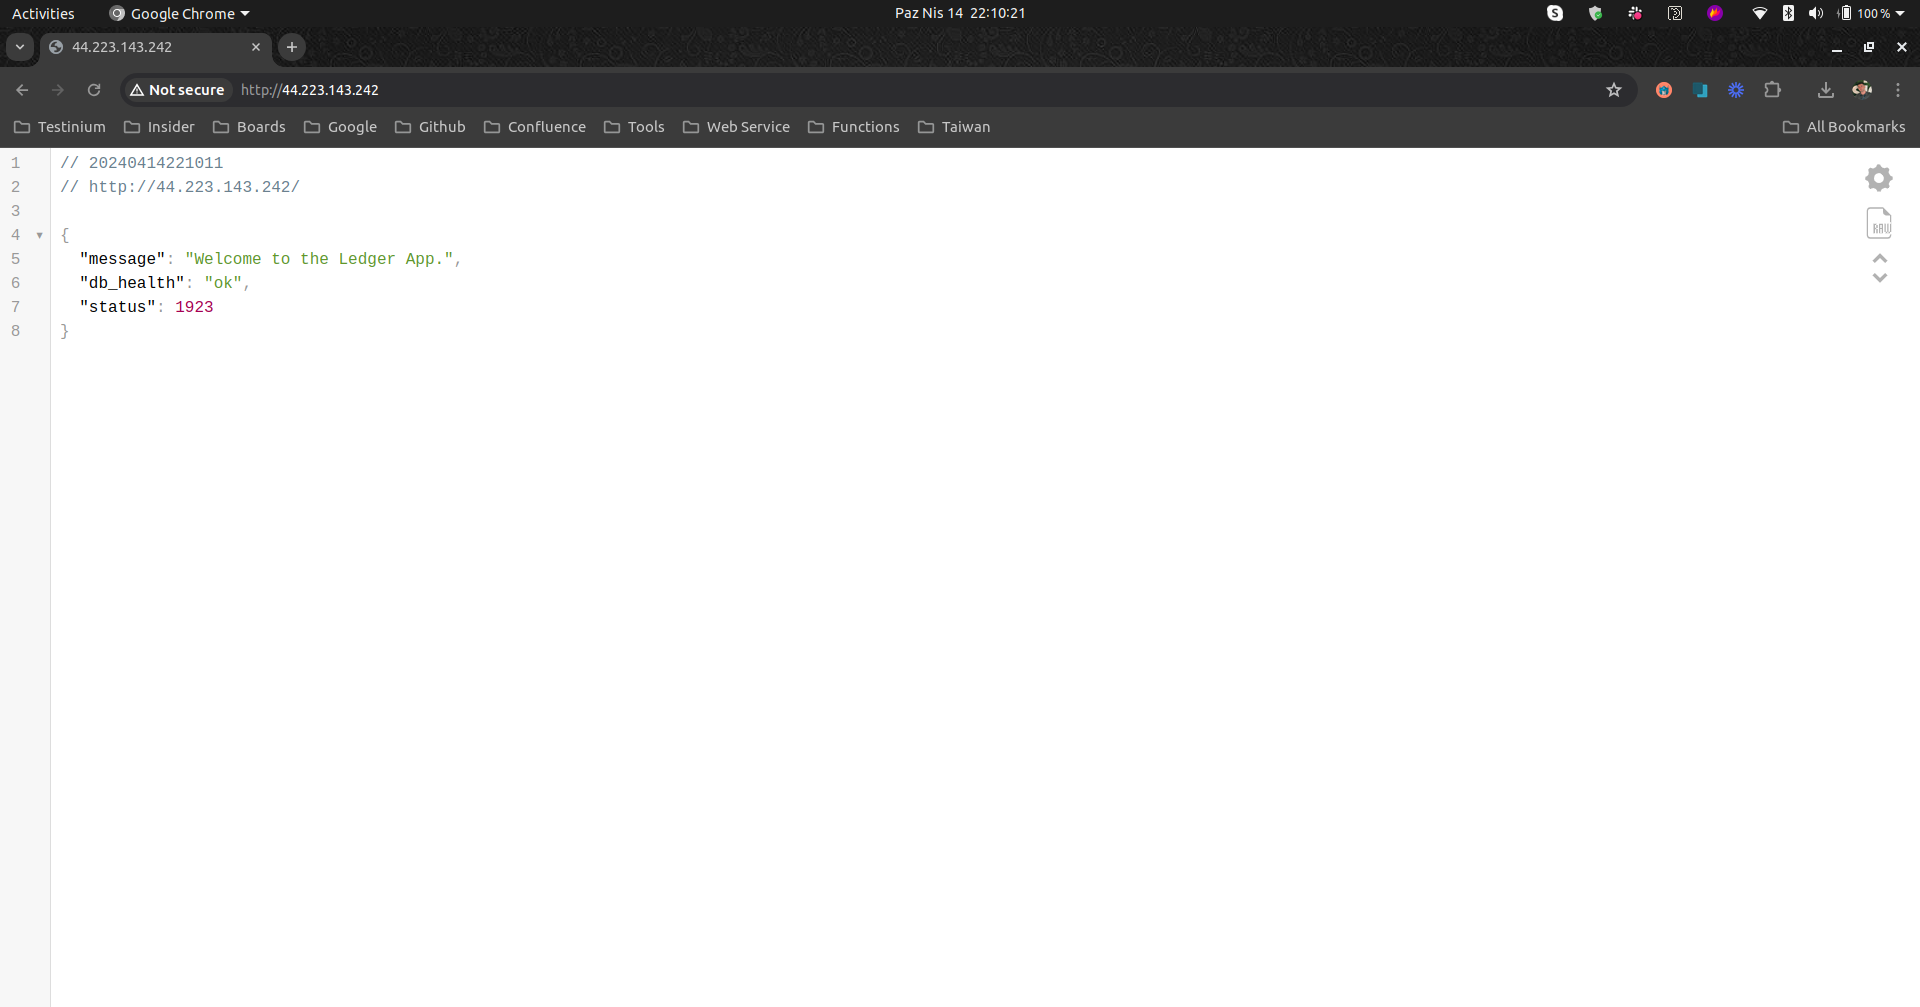 Activities Google Chrome Paz Nis 14 22:10:21 100 %
44.223.143.242
Not secure http://44.223.143.242
Testinium Insider Boards Google Github Confluence Tools Web Service Functions Taiwan All Bookmarks
1 // 20240414221011
2 // http://44.223.143.242/
3
4 {
5 "message": "Welcome to the Ledger App.",
6 "db_health": "ok",
7 "status": 1923
8 }
RAW